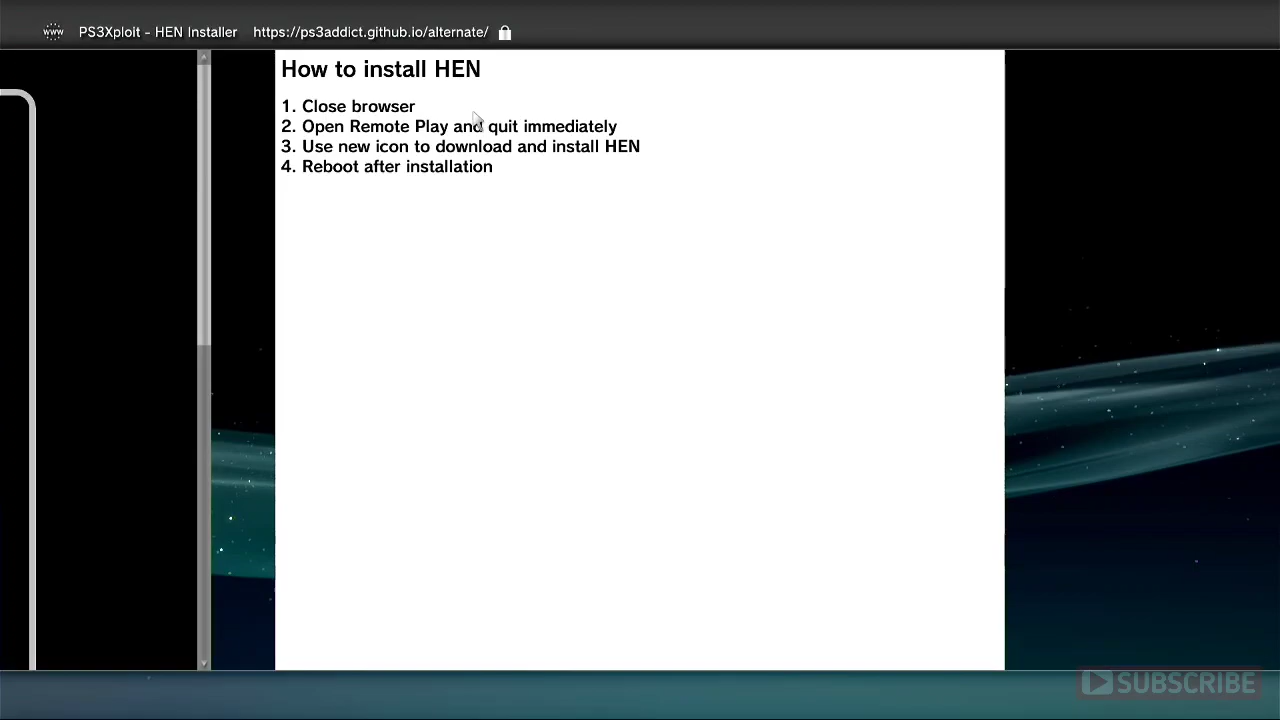 www PS3Xploit - HEN Installer https://ps3addict.github.io/alternate/
How to install HEN
1. Close browser
2. Open Remote Play and quit immediately
3. Use new icon to download and install HEN
4. Reboot after installation
SUBSCRIBE